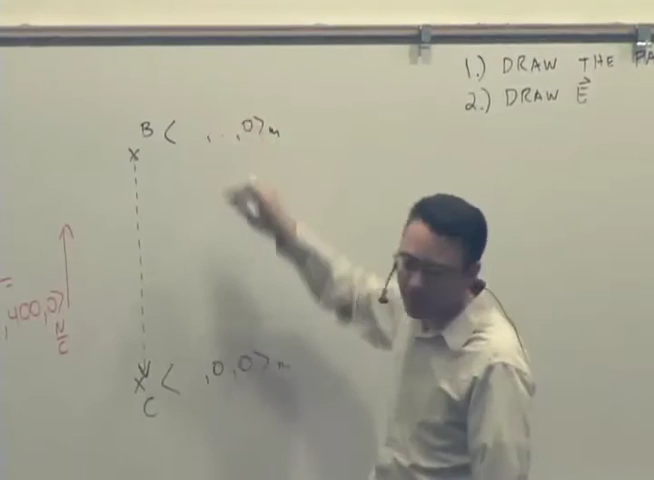 1.) DRAW THE
2.) DRAW E
B < , ,0>m
,400,0> N/C
< ,0,0>m
C